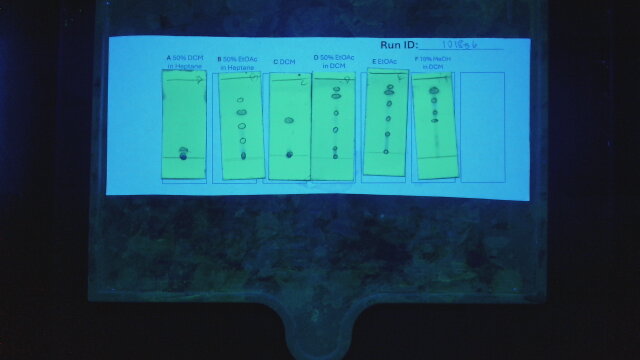 Run ID: 101856
A 50% DCM
in Heptane
B 50% EtOAc
in Heptane
C DCM
D 50% EtOAc
in DCM
E EtOAc
F 10% MeOH
in DCM